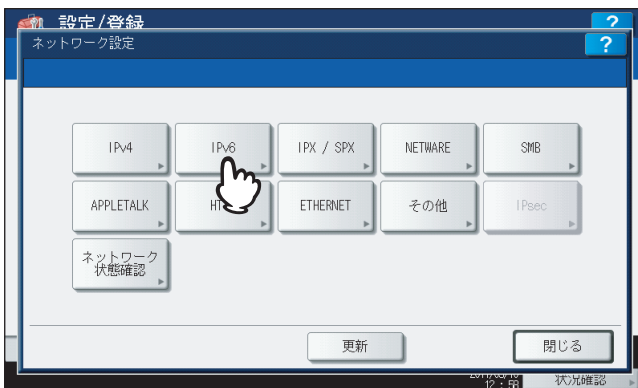 設定/登録
?
ネットワーク設定
?
IPv4
IPv6
IPX / SPX
NETWARE
SMB
APPLETALK
ETHERNET
その他
IPsec
ネットワーク
状態確認
更新
閉じる
12 : 58
状況確認